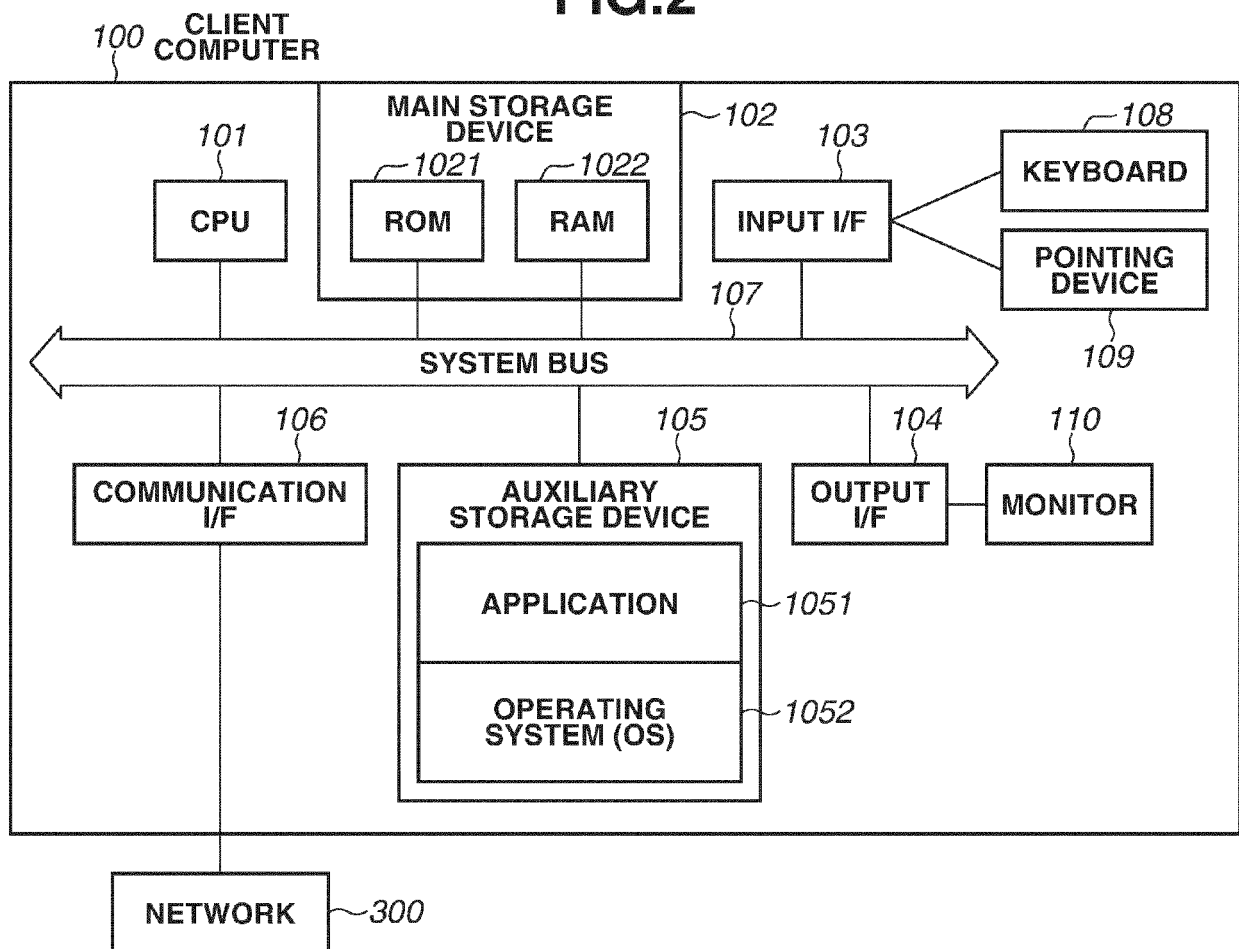 FIG.2
100
CLIENT
COMPUTER
MAIN STORAGE
DEVICE
102
101
1021
1022
103
108
CPU
ROM
RAM
INPUT I/F
KEYBOARD
POINTING
DEVICE
109
107
SYSTEM BUS
106
105
104
110
COMMUNICATION
I/F
AUXILIARY
STORAGE DEVICE
OUTPUT
I/F
MONITOR
APPLICATION
1051
OPERATING
SYSTEM (OS)
1052
NETWORK
300